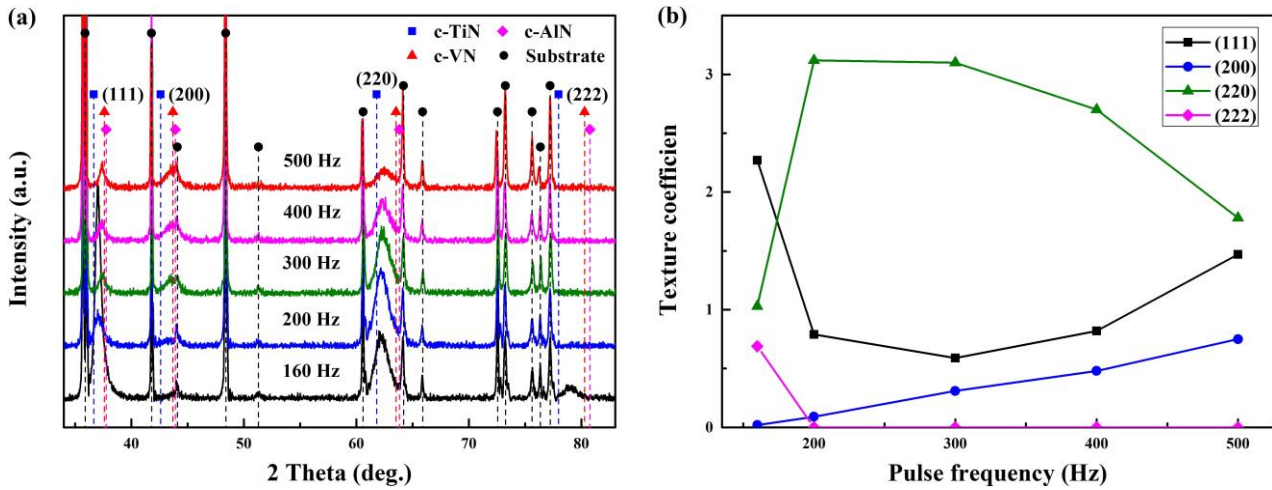 (a)
c-TiN
c-AlN
c-VN
Substrate
(111)
(200)
(220)
(222)
500 Hz
400 Hz
300 Hz
200 Hz
160 Hz
Intensity (a.u.)
40
50
60
70
80
2 Theta (deg.)
(b)
(111)
(200)
(220)
(222)
3
2
1
0
Texture coefficien
200
300
400
500
Pulse frequency (Hz)